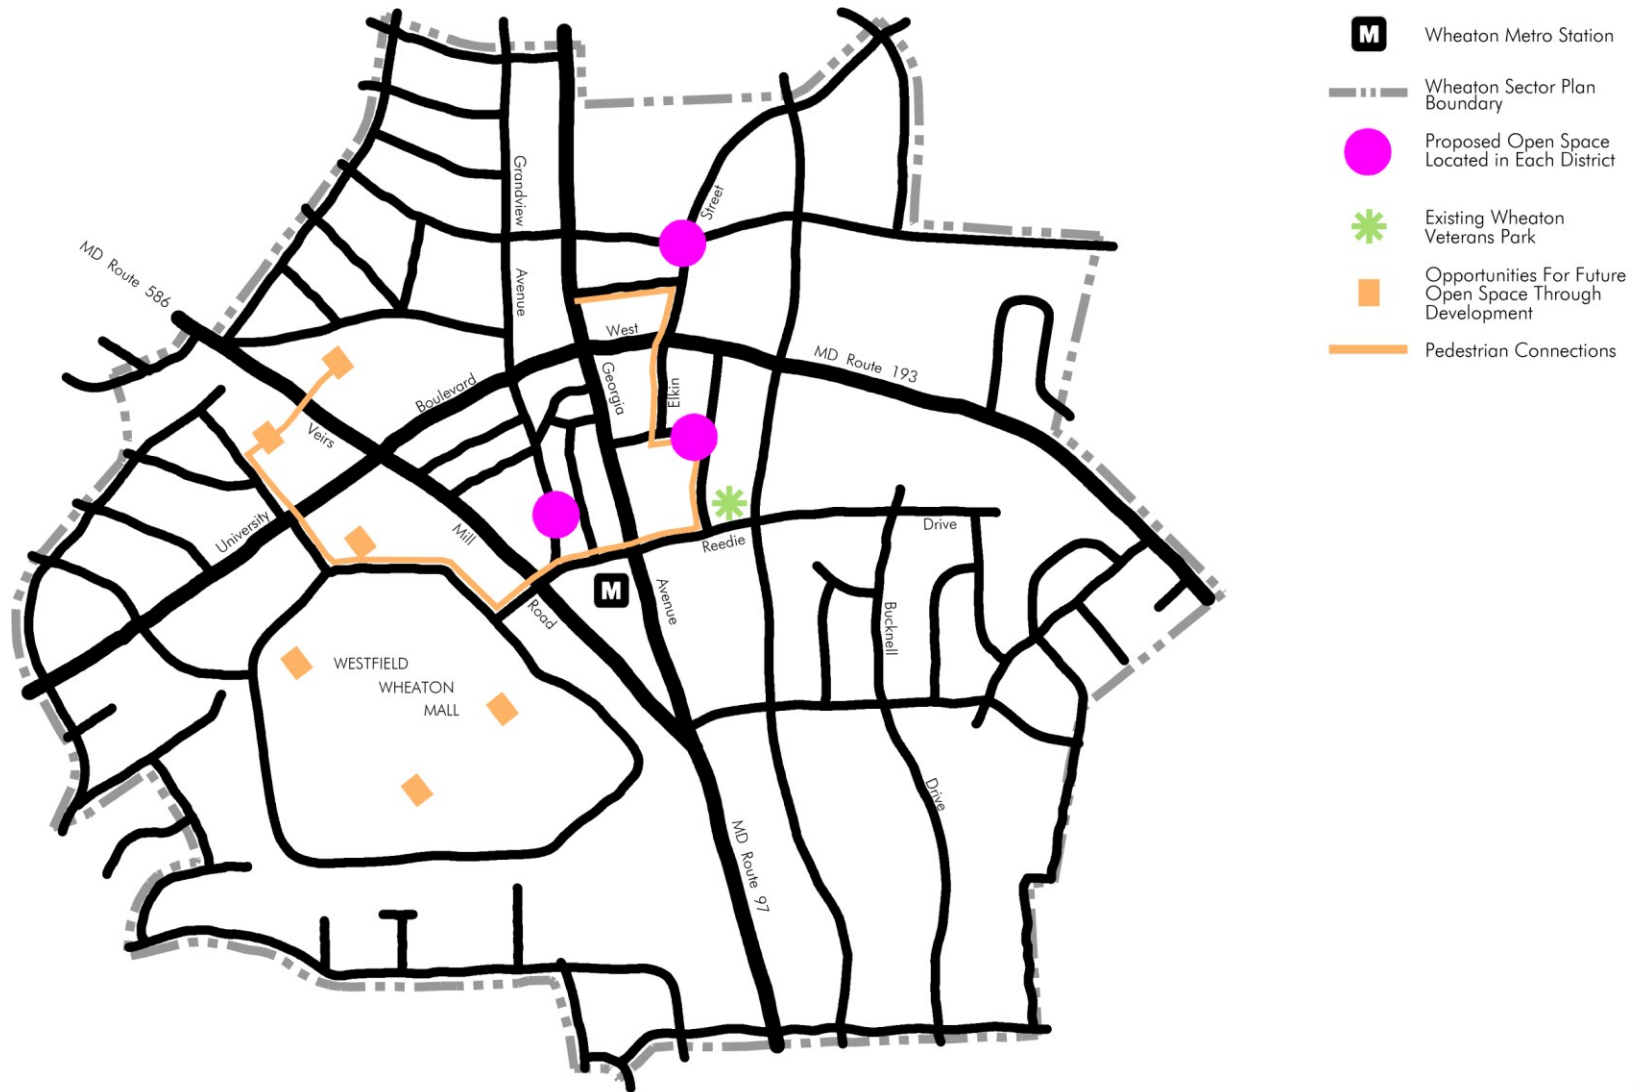 M
Wheaton Metro Station
Wheaton Sector Plan
Boundary
Proposed Open Space
Located in Each District
Existing Wheaton
Veterans Park
Opportunities For Future
Open Space Through
Development
Pedestrian Connections
Grandview
Avenue
Street
MD Route 586
West
MD Route 193
Georgia
Elkin
Boulevard
Veirs
University
Mill
Road
Drive
Reedie
M
Avenue
Bucknell
Drive
WESTFIELD
WHEATON
MALL
MD Route 97